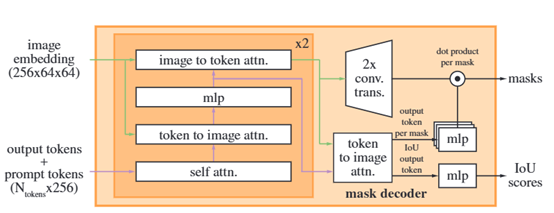 image
embedding
(256x64x64)
output tokens
+
prompt tokens
(Ntokensx256)
x2
image to token attn.
mlp
token to image attn.
self attn.
2x
conv.
trans.
token
to image
attn.
dot product
per mask
output
token
per mask
IoU
output
token
mlp
mlp
masks
IoU
scores
mask decoder